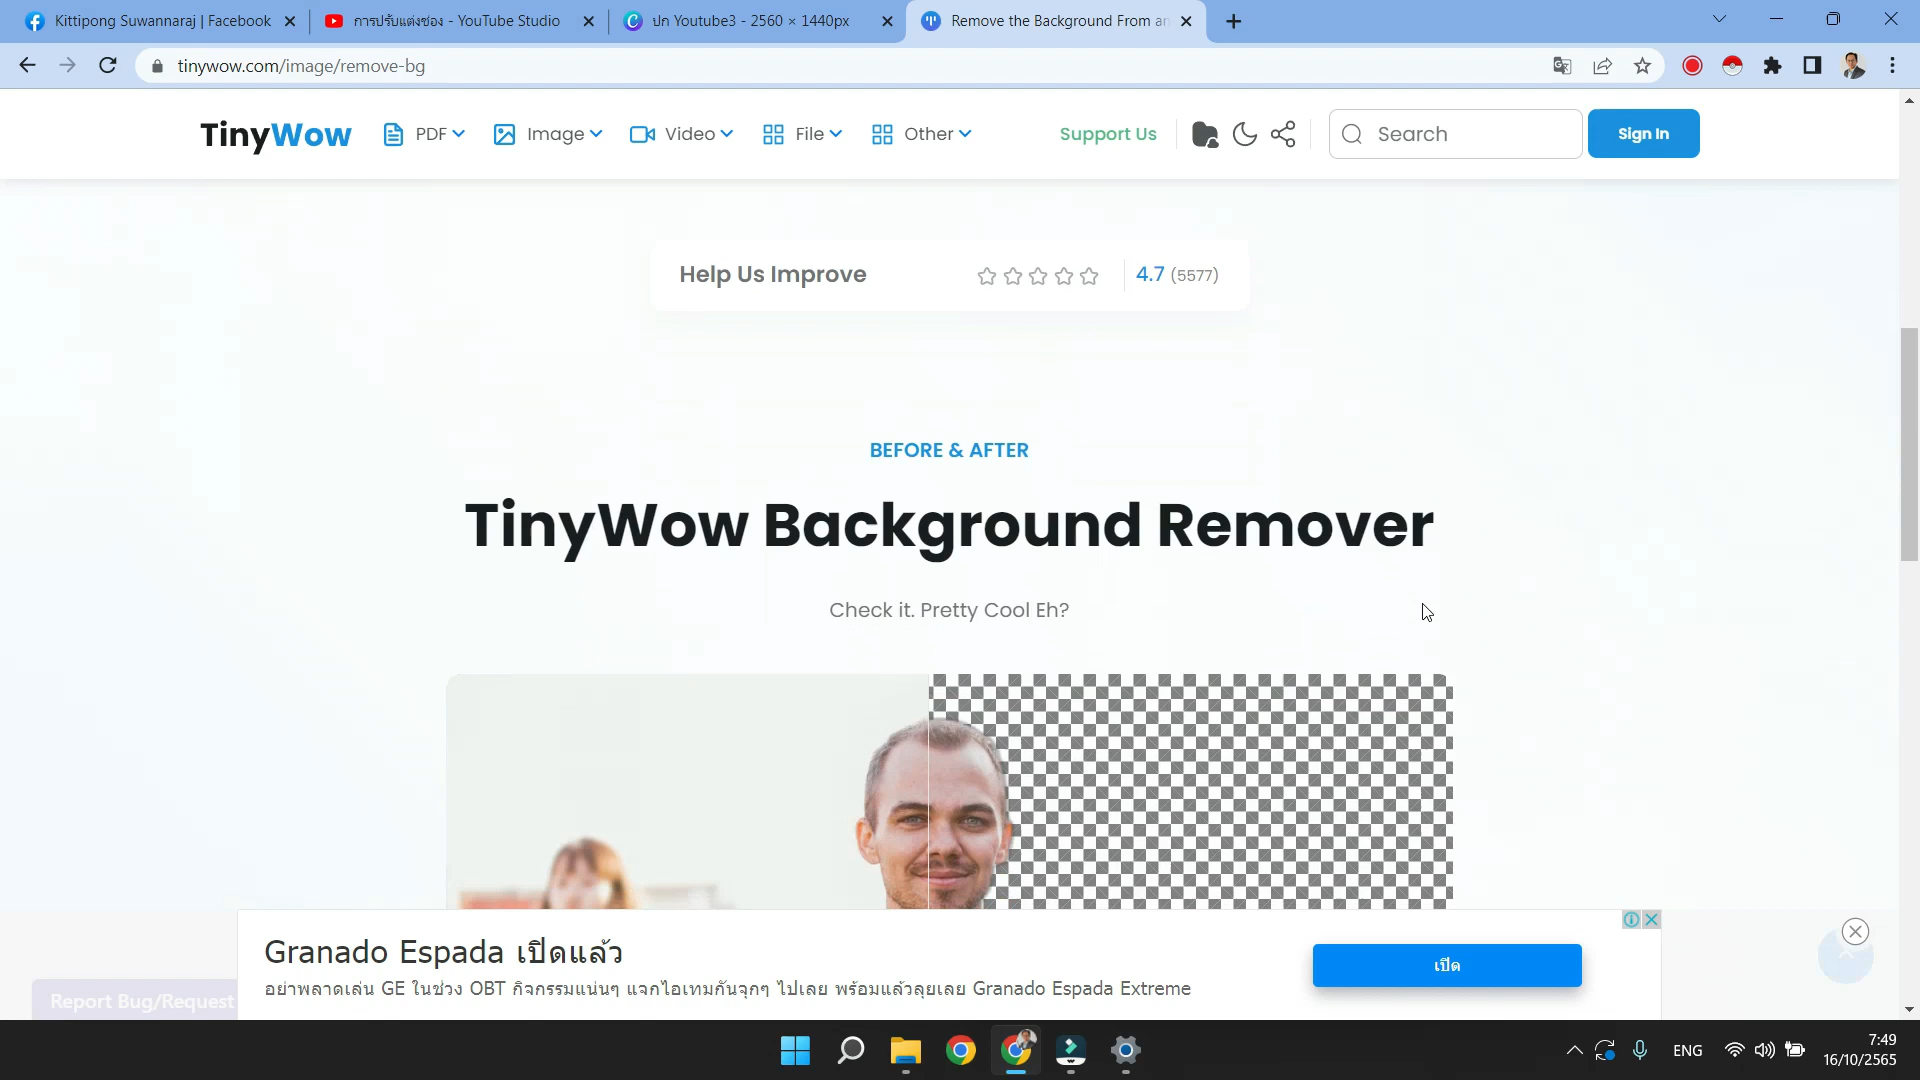 Kittipong Suwannaraj | Facebook
การปรับแต่งช่อง - YouTube Studio
ปก Youtube3 - 2560 × 1440px
Remove the Background From an
tinywow.com/image/remove-bg
TinyWow
PDF
Image
Video
File
Other
Support Us
Search
Sign In
Help Us Improve
4.7 (5577)
BEFORE & AFTER
TinyWow Background Remover
Check it. Pretty Cool Eh?
Granado Espada เปิดแล้ว
อย่าพลาดเล่น GE ในช่วง OBT กิจกรรมแน่นๆ แจกไอเทมกันจุกๆ ไปเลย พร้อมแล้วลุยเลย Granado Espada Extreme
เปิด
Report Bug/Request
ENG
7:49
16/10/2565